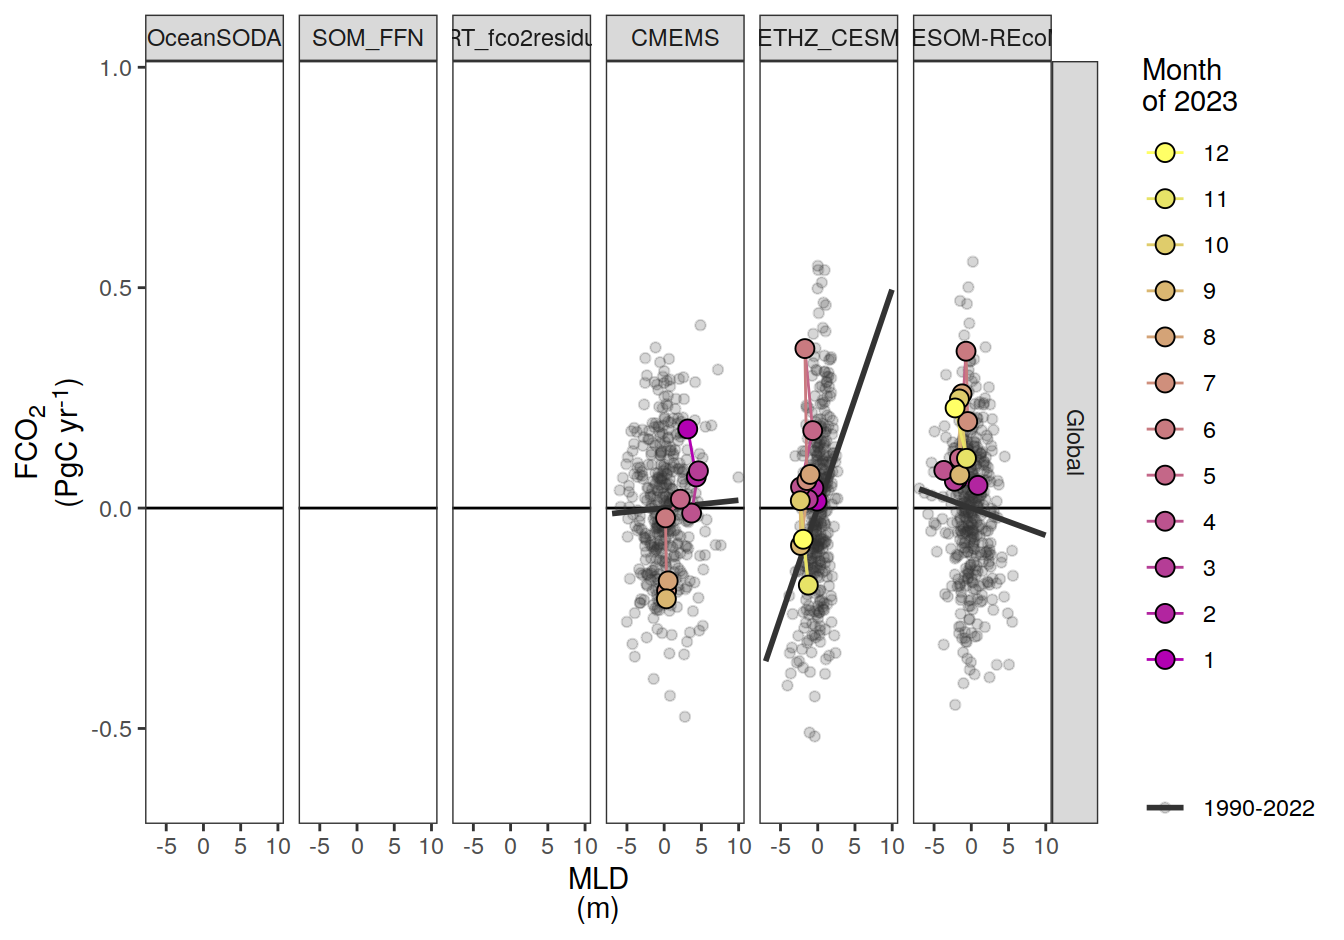 OceanSODA SOM_FFN RT_fco2residu CMEMS ETHZ_CESM ESOM-REcoM
1.0
0.5
0.0
-0.5
FCO2
(PgC yr-1)
Global
-5 0 5 10 -5 0 5 10 -5 0 5 10 -5 0 5 10 -5 0 5 10 -5 0 5 10
MLD
(m)
Month
of 2023
12
11
10
9
8
7
6
5
4
3
2
1
1990-2022